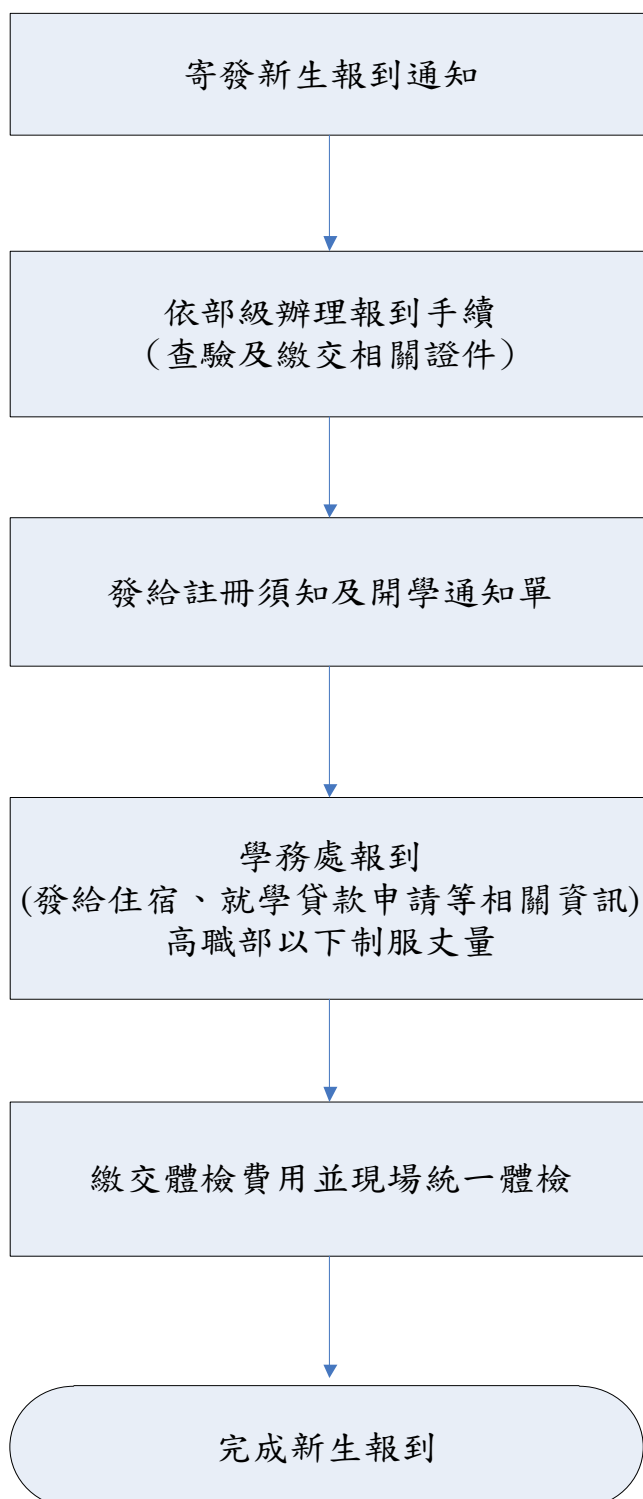 寄發新生報到通知
依部級辦理報到手續
（查驗及繳交相關證件）
發給註冊須知及開學通知單
學務處報到
(發給住宿、就學貸款申請等相關資訊)
高職部以下制服丈量
繳交體檢費用並現場統一體檢
完成新生報到